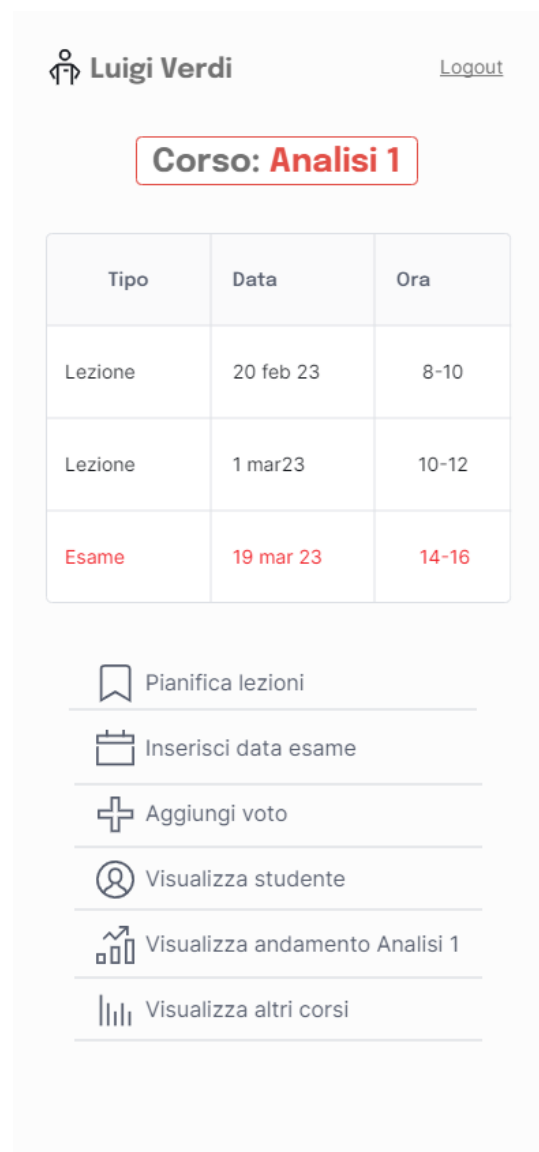 Luigi Verdi Logout
Corso: Analisi 1
Tipo Data Ora
Lezione 20 feb 23 8-10
Lezione 1 mar23 10-12
Esame 19 mar 23 14-16
Pianifica lezioni
Inserisci data esame
Aggiungi voto
Visualizza studente
Visualizza andamento Analisi 1
Visualizza altri corsi